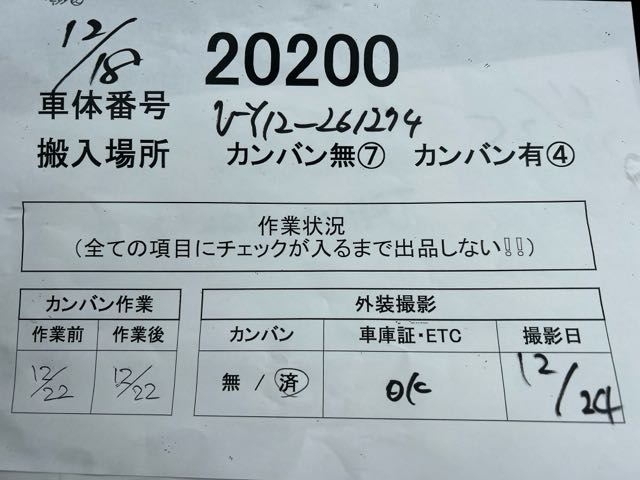 12/18
20200
車体番号 VY12-261294
搬入場所 カンバン無⑦ カンバン有④
作業状況
(全ての項目にチェックが入るまで出品しない!!)
カンバン作業 外装撮影
作業前 作業後 カンバン 車庫証・ETC 撮影日
12/22 12/22 無 / 済 OK 12/24